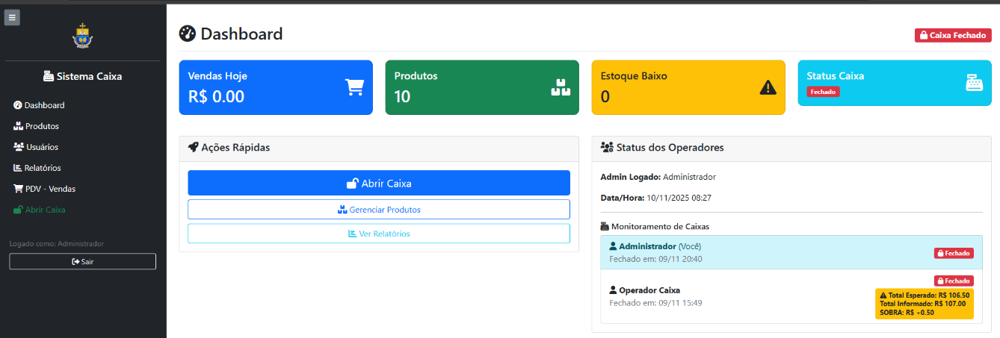 Sistema Caixa
Dashboard
Produtos
Usuários
Relatórios
PDV - Vendas
Abrir Caixa
Logado como: Administrador
Sair
Dashboard
Caixa Fechado
Vendas Hoje
R$ 0.00
Produtos
10
Estoque Baixo
0
Status Caixa
Fechado
Ações Rápidas
Abrir Caixa
Gerenciar Produtos
Ver Relatórios
Status dos Operadores
Admin Logado: Administrador
Data/Hora: 10/11/2025 08:27
Monitoramento de Caixas
Administrador (Você)
Fechado em: 09/11 20:40
Fechado
Operador Caixa
Fechado em: 09/11 15:49
Fechado
Total Esperado: R$ 106.50
Total Informado: R$ 107.00
SOBRA: R$ +0.50